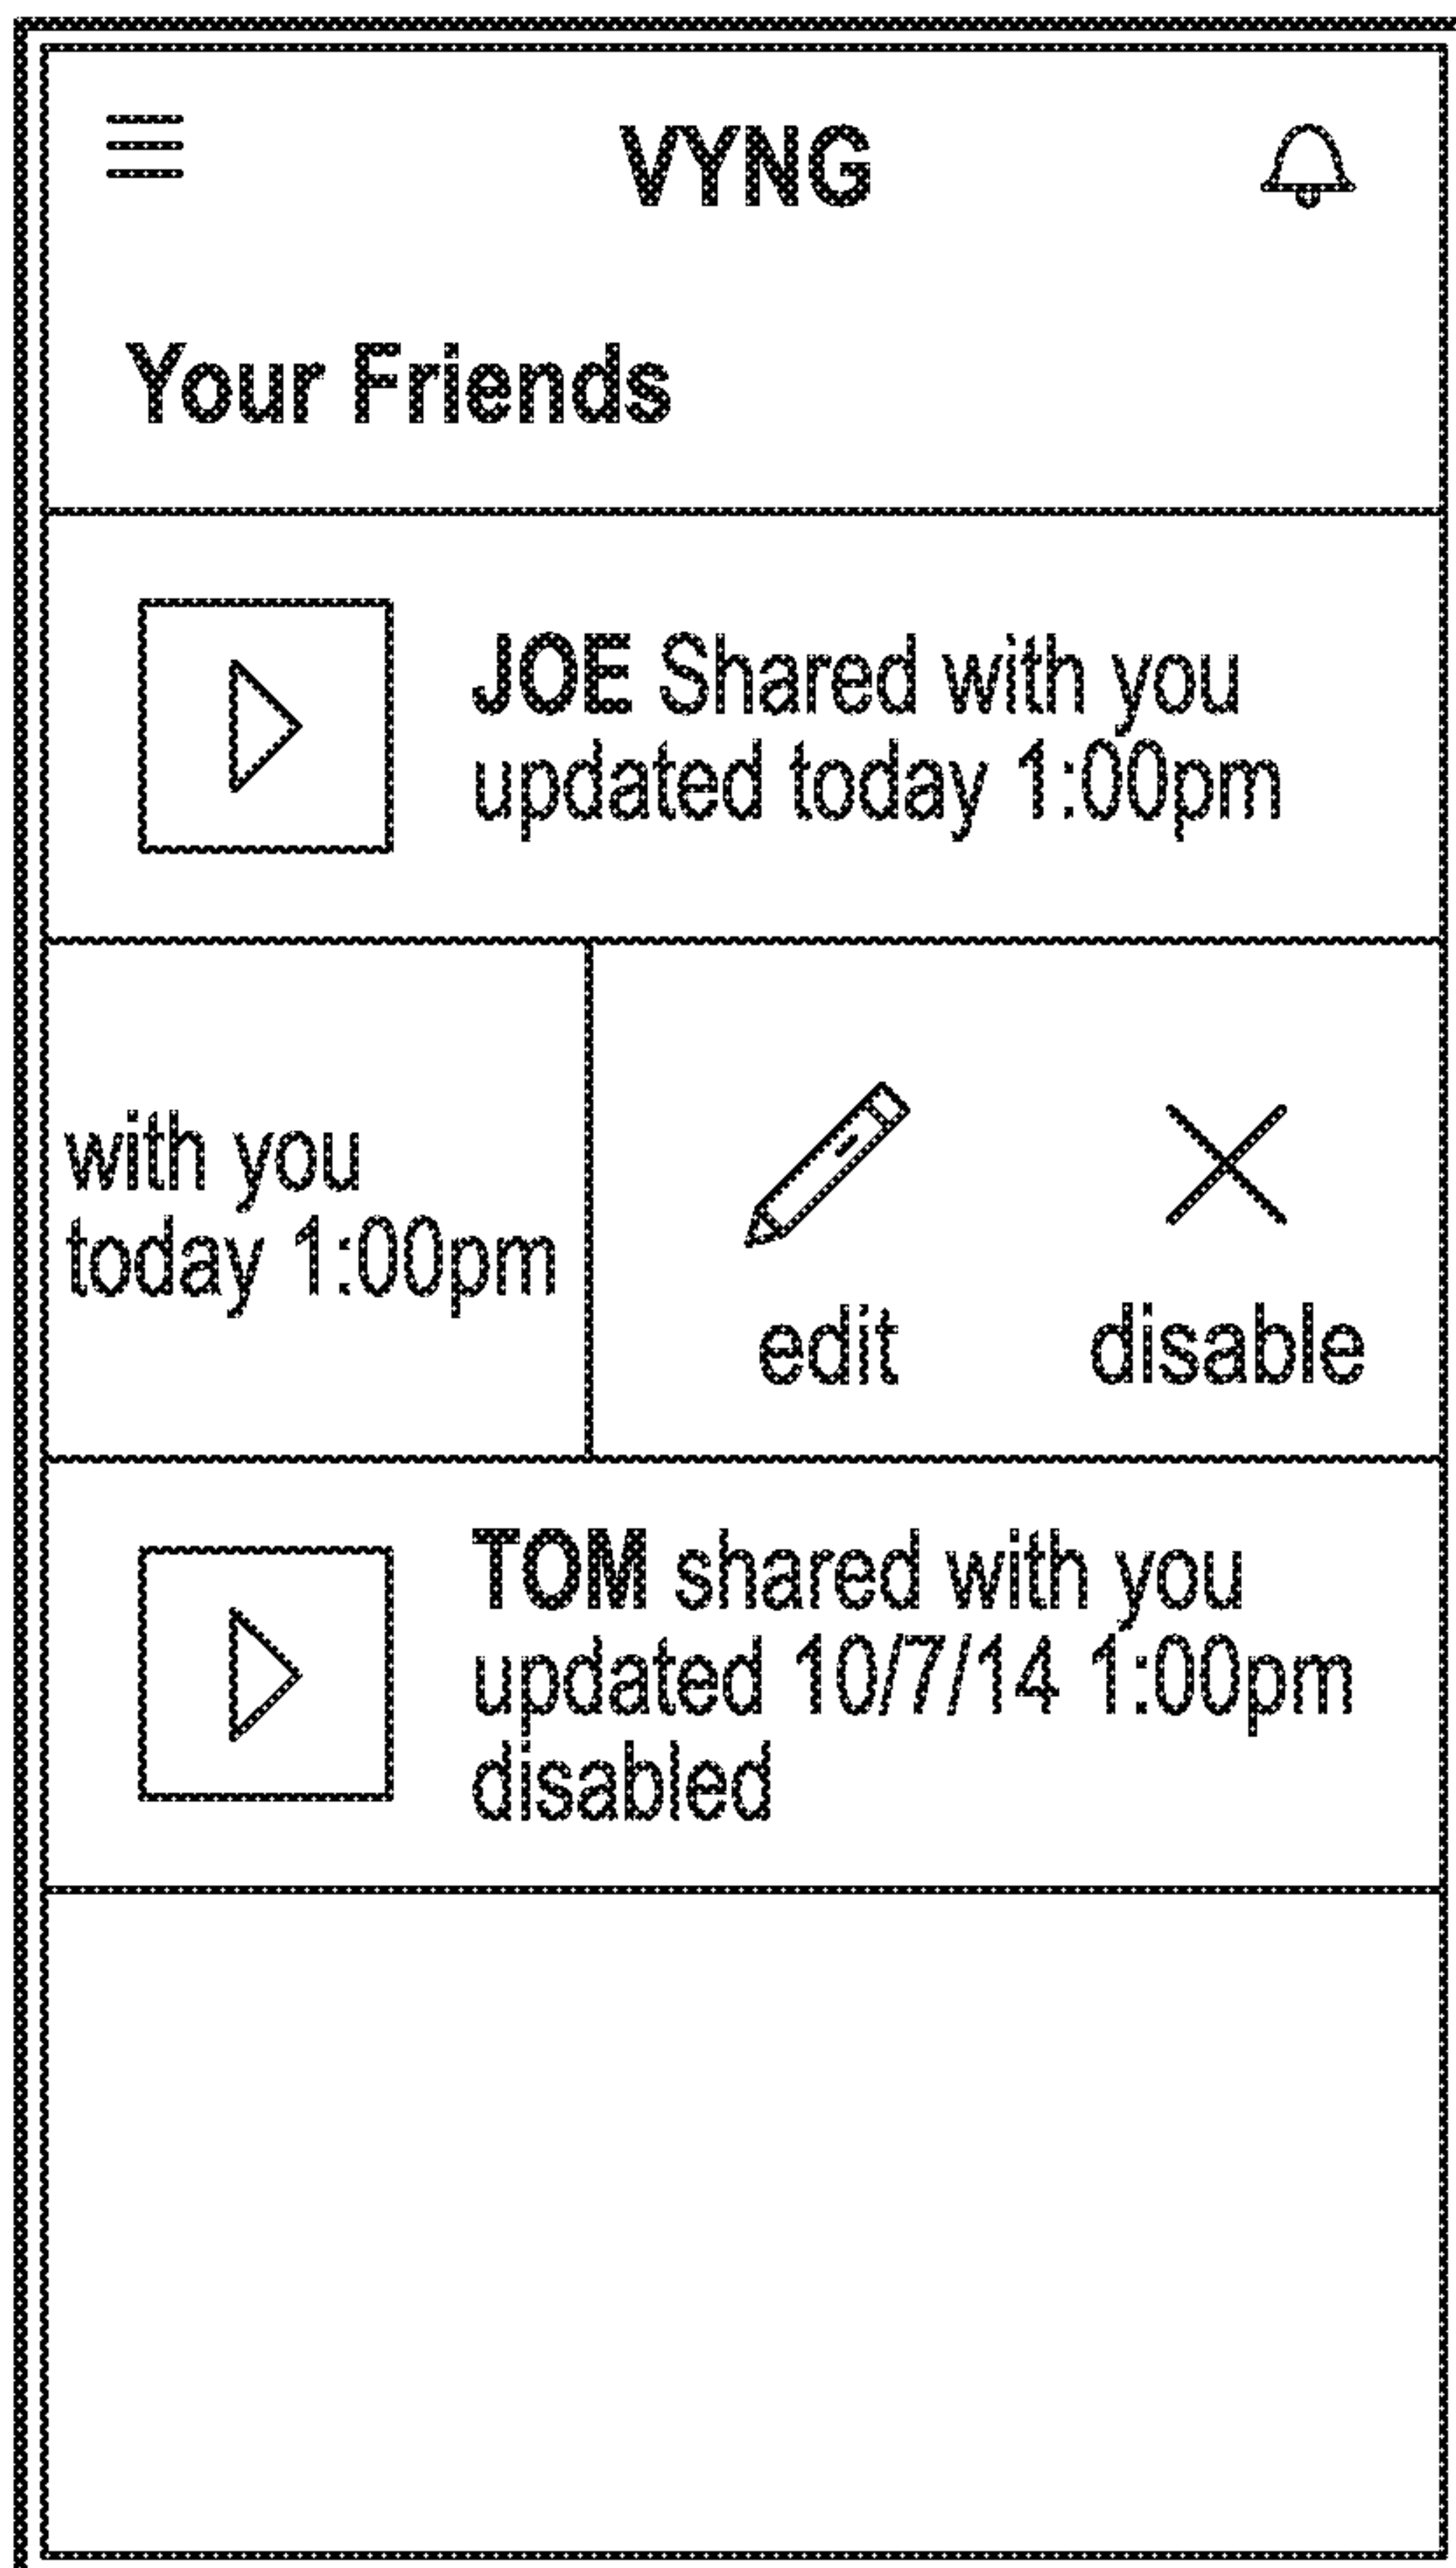 VYNG
Your Friends
JOE Shared with you
updated today 1:00pm
with you
today 1:00pm
edit
disable
TOM shared with you
updated 10/7/14 1:00pm
disabled